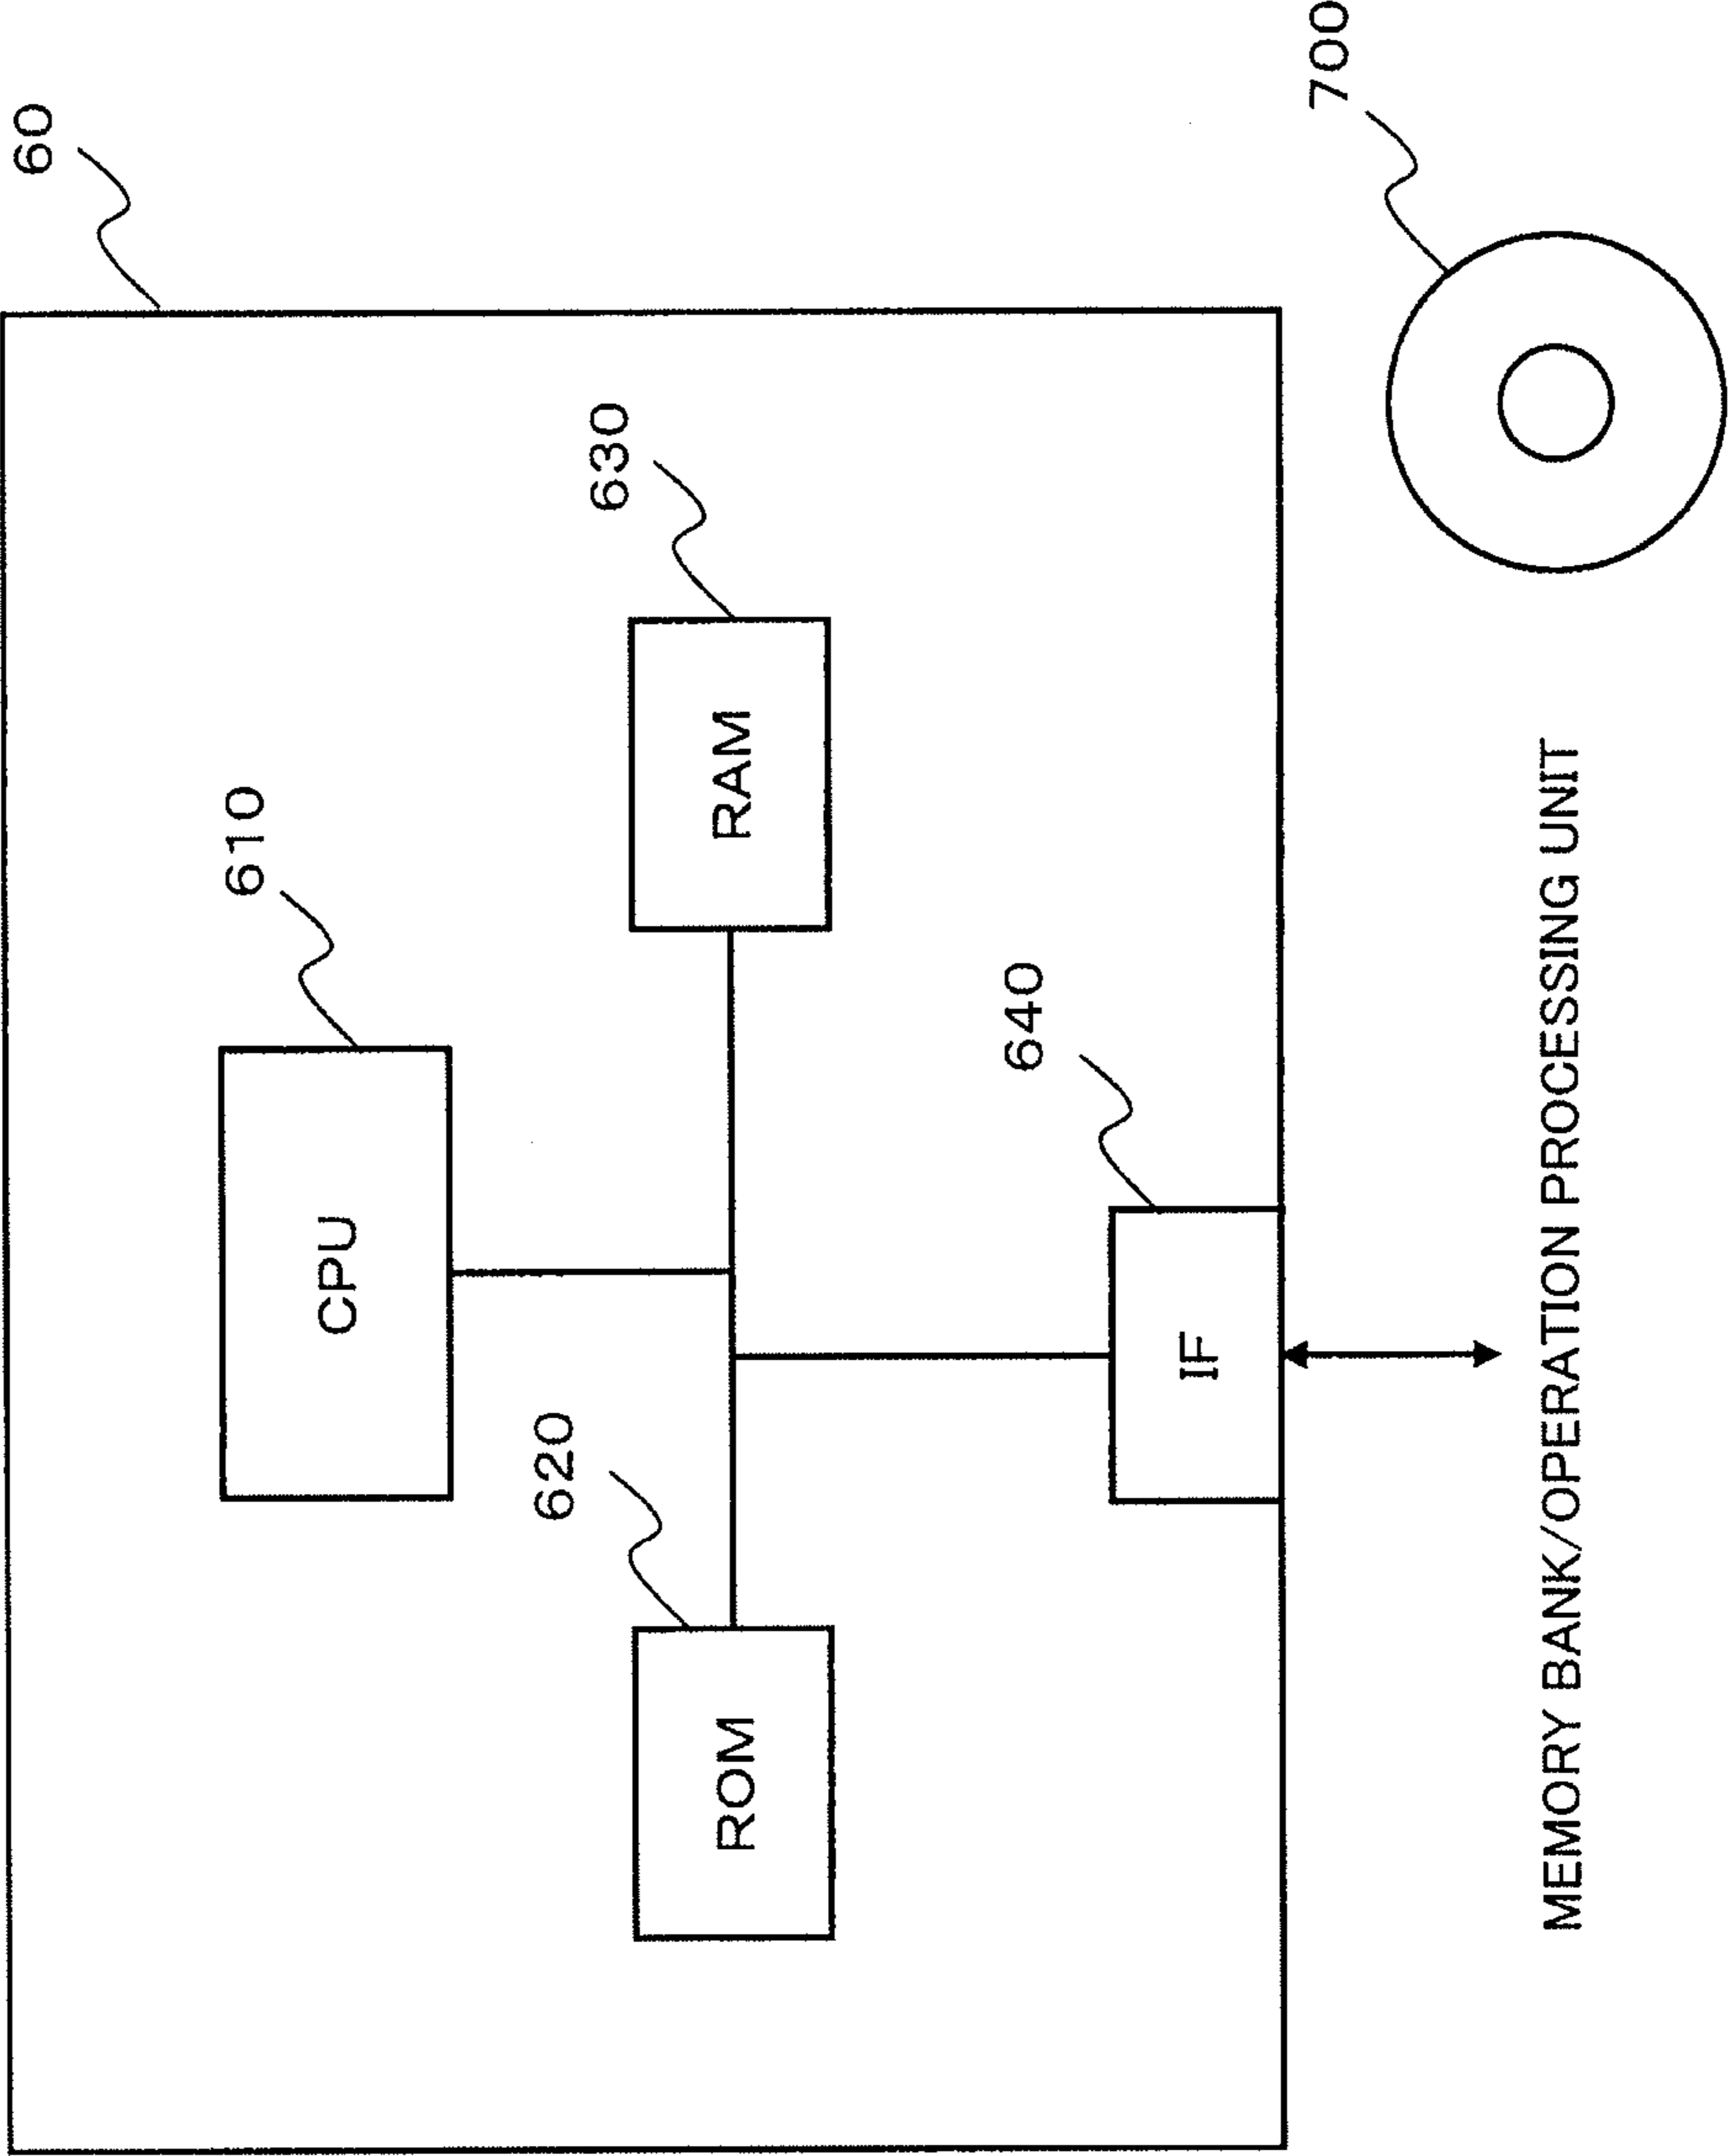 60
610
CPU
620
630
ROM
RAM
640
IF
700
MEMORY BANK/OPERATION PROCESSING UNIT